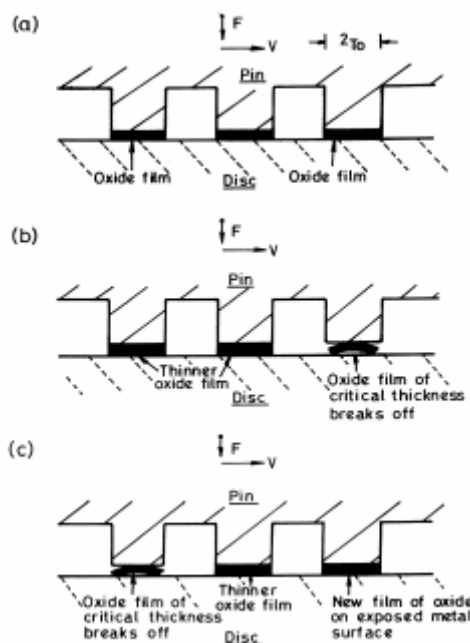 (a)
F
V
2To
Pin
Oxide film
Oxide film
Disc
(b)
F
V
Pin
Thinner
oxide film
Oxide film of
critical thickness
breaks off
Disc
(c)
F
V
Pin
Oxide film of
critical thickness
breaks off
Thinner
oxide film
New film of oxide
on exposed metal
surface
Disc